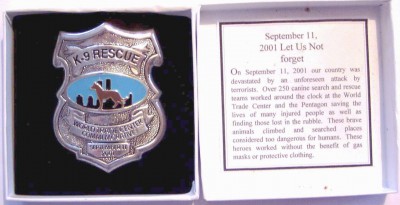 K-9 RESCUE
September 11,
2001 Let Us Not
forget
On September 11, 2001 our country was
devastated by an unforeseen attack by
terrorists. Over 250 canine search and rescue
teams worked around the clock at the World
Trade Center and the Pentagon saving the
lives of many injured people as well as
finding those lost in the rubble. These brave
animals climbed and searched places
considered too dangerous for humans. These
heroes worked without the benefit of gas
masks or protective clothing.